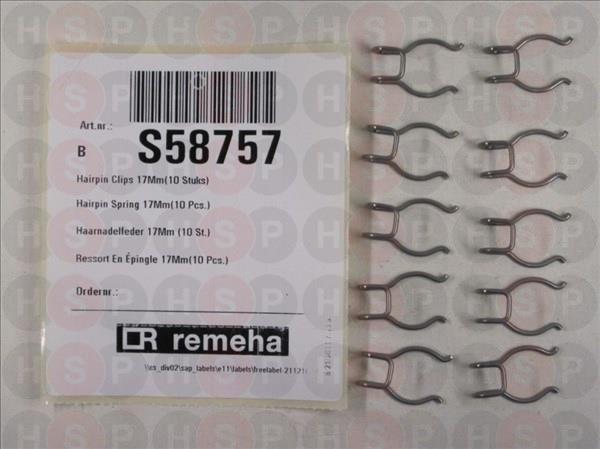 Art.nr.:
B S58757
Hairpin Clips 17Mm(10 Stuks)
Hairpin Spring 17Mm(10 Pcs.)
Haarnadelfeder 17Mm (10 St.)
Ressort En Épingle 17Mm(10 Pcs.)
Ordernr.:
remeha
HSP